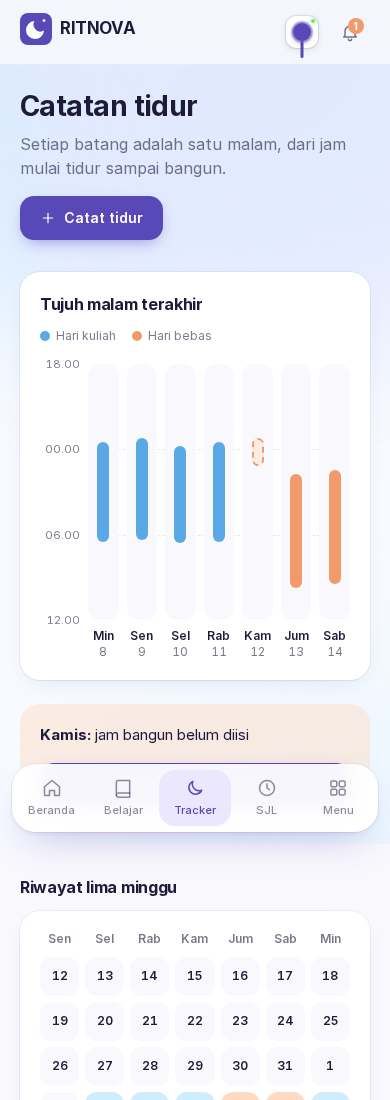 RITNOVA
1
Catatan tidur
Setiap batang adalah satu malam, dari jam
mulai tidur sampai bangun.
+ Catat tidur
Tujuh malam terakhir
Hari kuliah
Hari bebas
18.00
00.00
06.00
12.00
Min Sen Sel Rab Kam Jum Sab
8 9 10 11 12 13 14
Kamis: jam bangun belum diisi
Beranda Belajar Tracker SJL Menu
Riwayat lima minggu
Sen Sel Rab Kam Jum Sab Min
12 13 14 15 16 17 18
19 20 21 22 23 24 25
26 27 28 29 30 31 1